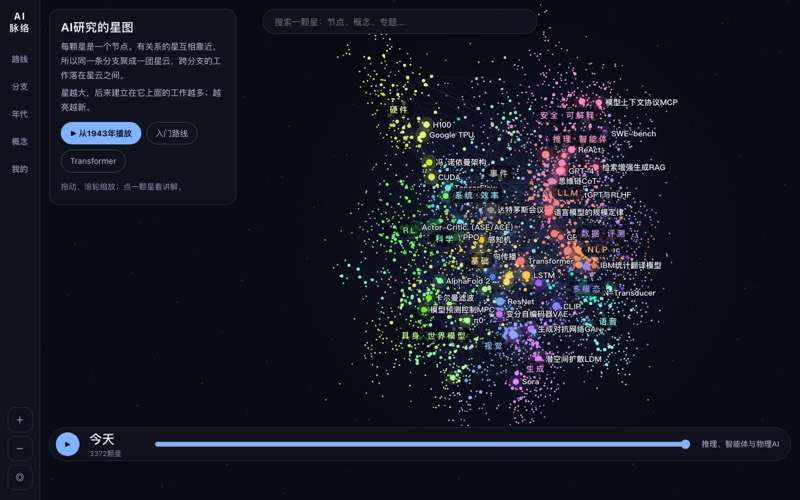 AI
脉络
路线
分支
年代
概念
我的
AI研究的星图
每颗星是一个节点。有关系的星互相靠近,
所以同一条分支聚成一团星云,跨分支的工
作落在星云之间。
星越大,后来建立在它上面的工作越多;越
亮越新。
▶ 从1943年播放
入门路线
Transformer
拖动、滚轮缩放;点一颗星看讲解。
搜索一颗星:节点、概念、专题…
硬件
H100
Google TPU
冯·诺依曼架构
CUDA
事件
系统·效率
模型上下文协议MCP
安全·可解释
SWE-bench
推理·智能体
ReAct
检索增强生成RAG
GPT-4
思维链CoT
LLM
GPT与RLHF
达特茅斯会议
语言模型的规模定律
RL
Actor-Critic (ASE/ACE)
科学
PPO
感知机
数据·评测
NLP
基础
Transformer
IBM统计翻译模型
AlphaFold 2
LSTM
多模态
-Transducer
卡尔曼滤波
ResNet
CLIP
模型预测控制MPC
变分自编码器VAE
π0
语音
生成对抗网络GAN
具身·世界模型
视觉
潜空间扩散LDM
生成
Sora
+
−
▶
今天
3372颗星
推理、智能体与物理AI